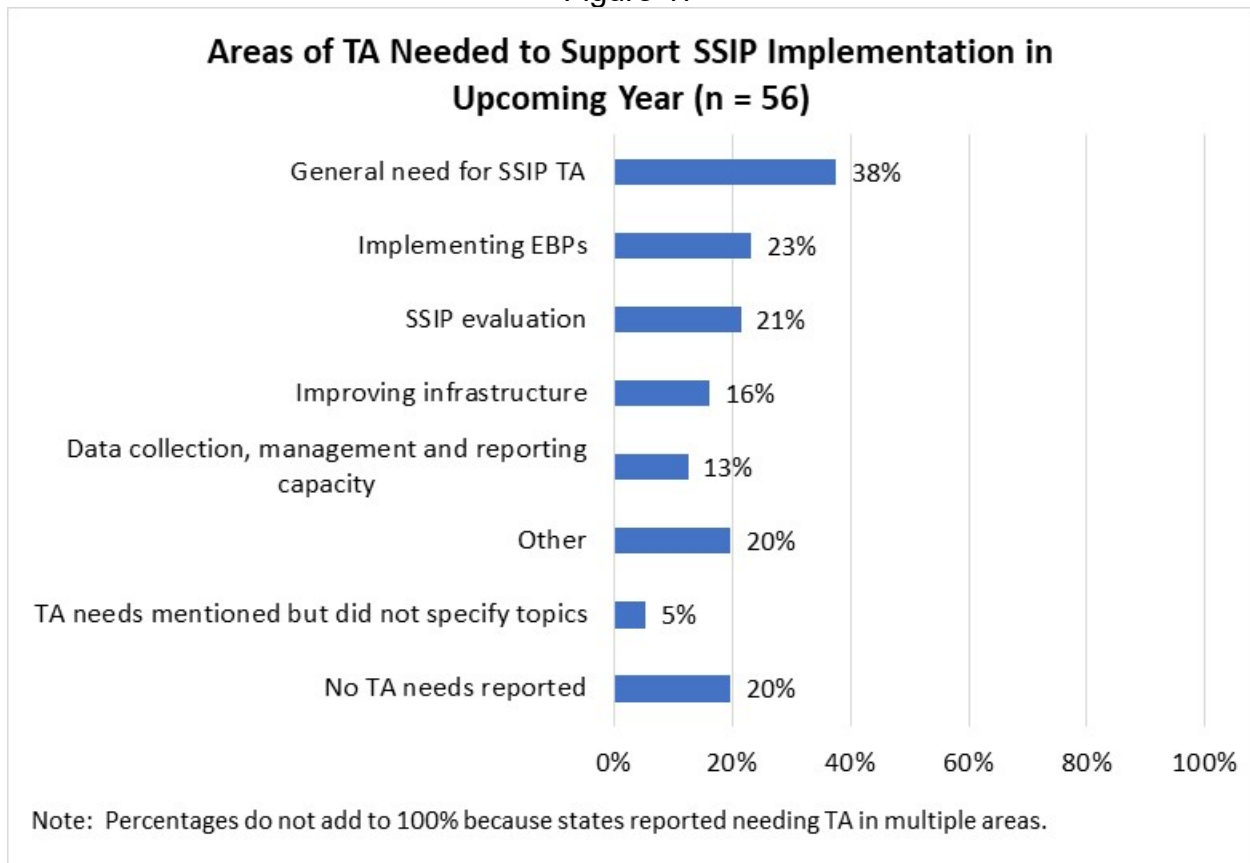 Areas of TA Needed to Support SSIP Implementation in
Upcoming Year (n = 56)
General need for SSIP TA
38%
Implementing EBPs
23%
SSIP evaluation
21%
Improving infrastructure
16%
Data collection, management and reporting
capacity
13%
Other
20%
TA needs mentioned but did not specify topics
5%
No TA needs reported
20%
0% 20% 40% 60% 80% 100%
Note: Percentages do not add to 100% because states reported needing TA in multiple areas.